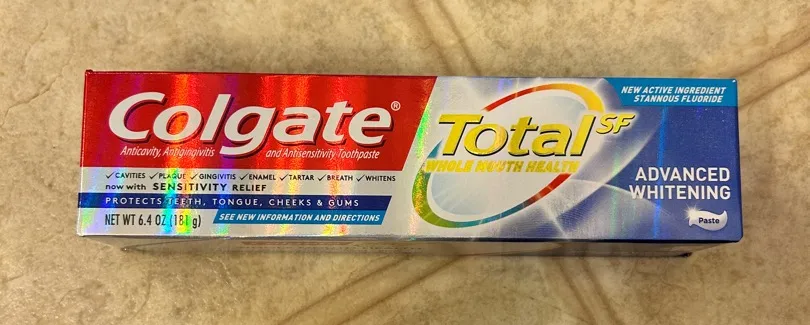 Colgate®
Anticavity, Antigingivitis and Antisensitivity Toothpaste
✓ CAVITIES ✓ PLAQUE ✓ GINGIVITIS ✓ ENAMEL ✓ TARTAR ✓ BREATH ✓ WHITENS
now with SENSITIVITY RELIEF
PROTECTS TEETH, TONGUE, CHEEKS & GUMS
NET WT 6.4 OZ (181 g)
SEE NEW INFORMATION AND DIRECTIONS
Total SF
WHOLE MOUTH HEALTH
NEW ACTIVE INGREDIENT
STANNOUS FLUORIDE
ADVANCED
WHITENING
Paste